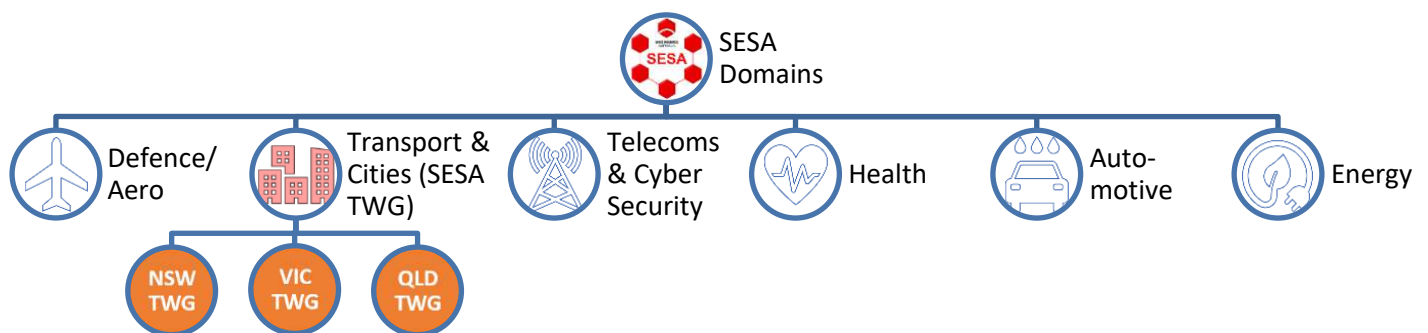 SESA
SESA
Domains
Defence/
Aero
Transport &
Cities (SESA
TWG)
Telecoms
& Cyber
Security
Health
Auto-
motive
Energy
NSW
TWG
VIC
TWG
QLD
TWG